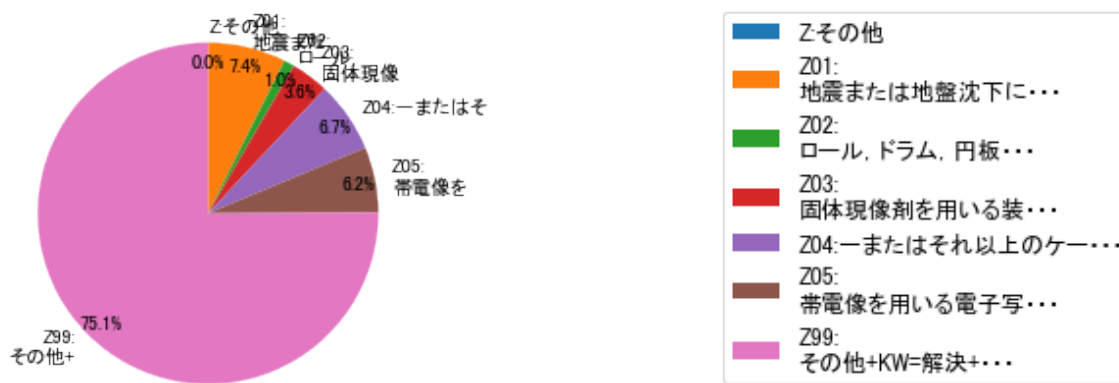 Z:その他
0.0%
Z01:
地震また
7.4%
Z02:
ロール
1.0%
Z03:
固体現像
3.6%
Z04:一またはそ
6.7%
Z05:
帯電像を
6.2%
Z99:
その他+
75.1%
Z:その他
Z01:
地震または地盤沈下に・・・
Z02:
ロール, ドラム, 円板・・・
Z03:
固体現像剤を用いる装・・・
Z04:一またはそれ以上のケー・・・
Z05:
帯電像を用いる電子写・・・
Z99:
その他+KW=解決+・・・